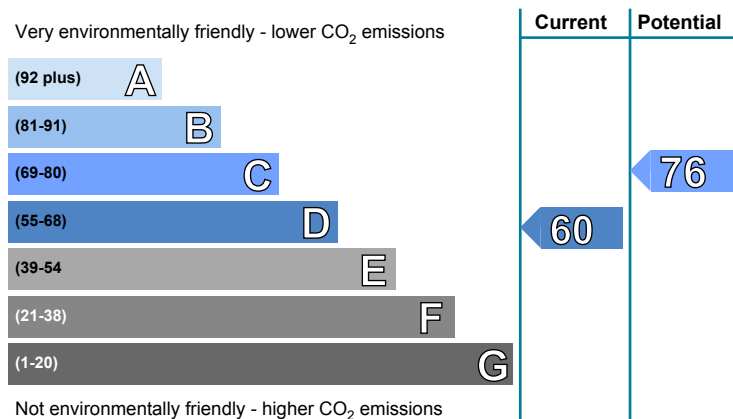 Current Potential
Very environmentally friendly - lower CO₂ emissions
(92 plus) A
(81-91) B
(69-80) C
76
(55-68) D
60
(39-54 E
(21-38) F
(1-20) G
Not environmentally friendly - higher CO₂ emissions